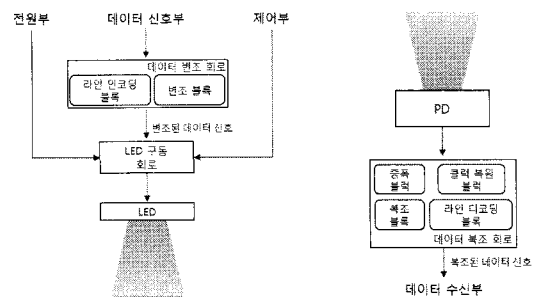 전원부
데이터 신호부
제어부
데이터 변조 회로
라인 인코딩
블록
변조 블록
변조된 데이터 신호
LED 구동
회로
LED
PD
증폭
블럭
클럭 복원
블럭
복조
블록
라인 디코딩
블록
데이터 복조 회로
복조된 데이터 신호
데이터 수신부